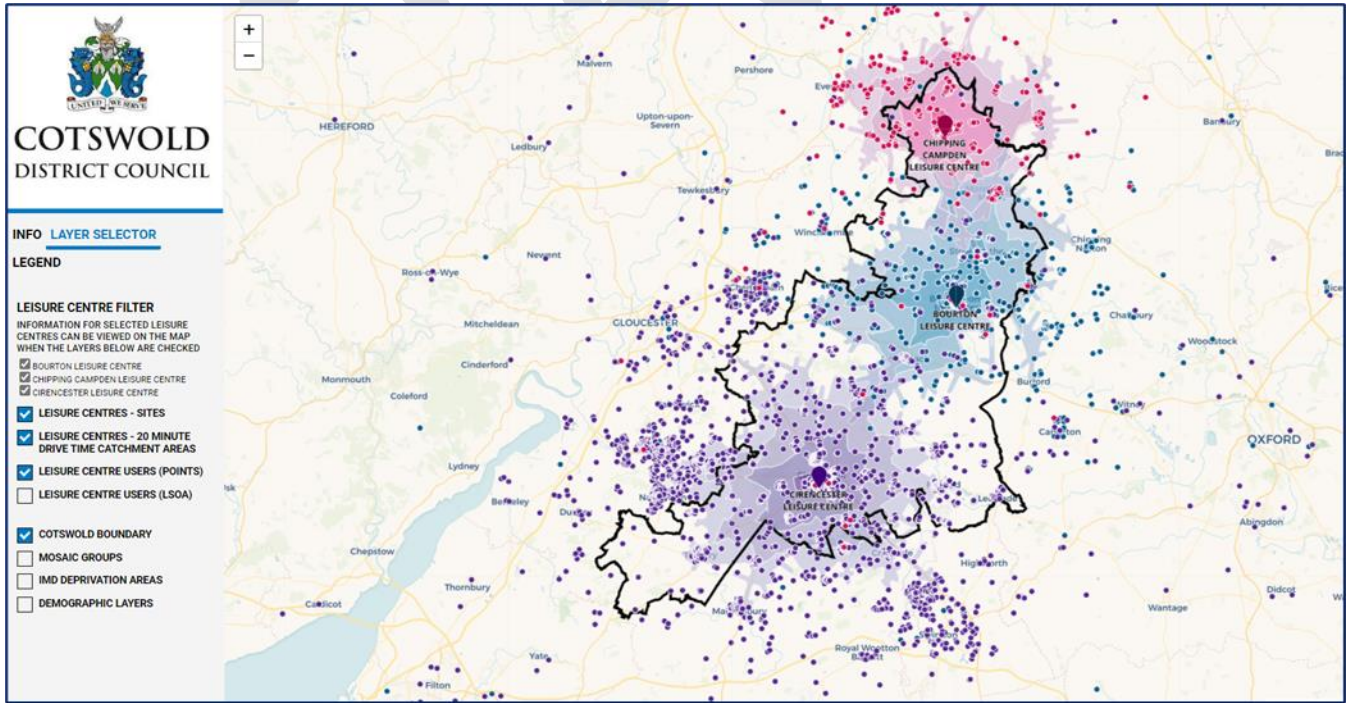 UNITED WE SERVE
COTSWOLD
DISTRICT COUNCIL
INFO LAYER SELECTOR
LEGEND
LEISURE CENTRE FILTER
INFORMATION FOR SELECTED LEISURE
CENTRES CAN BE VIEWED ON THE MAP
WHEN THE LAYERS BELOW ARE CHECKED
BOURTON LEISURE CENTRE
CHIPPING CAMPDEN LEISURE CENTRE
CIRENCESTER LEISURE CENTRE
LEISURE CENTRES - SITES
LEISURE CENTRES - 20 MINUTE
DRIVE TIME CATCHMENT AREAS
LEISURE CENTRE USERS (POINTS)
LEISURE CENTRE USERS (LSOA)
COTSWOLD BOUNDARY
MOSAIC GROUPS
IMD DEPRIVATION AREAS
DEMOGRAPHIC LAYERS
+
−
Malvern
Pershore
HEREFORD
Upton-upon-
Severn
Banbury
Ledbury
CHIPPING
CAMPDEN
LEISURE CENTRE
Tewkesbury
Newent
Ross-on-Wye
BOURTON
LEISURE CENTRE
Mitcheldean
GLOUCESTER
Woodstock
Cinderford
Monmouth
Coleford
Burford
Witney
OXFORD
Lydney
Berkeley
CIRENCESTER
LEISURE CENTRE
Abingdon
Chepstow
Thornbury
Highworth
Caldicot
Didcot
Wantage
Royal Wootton
Yate
Filton